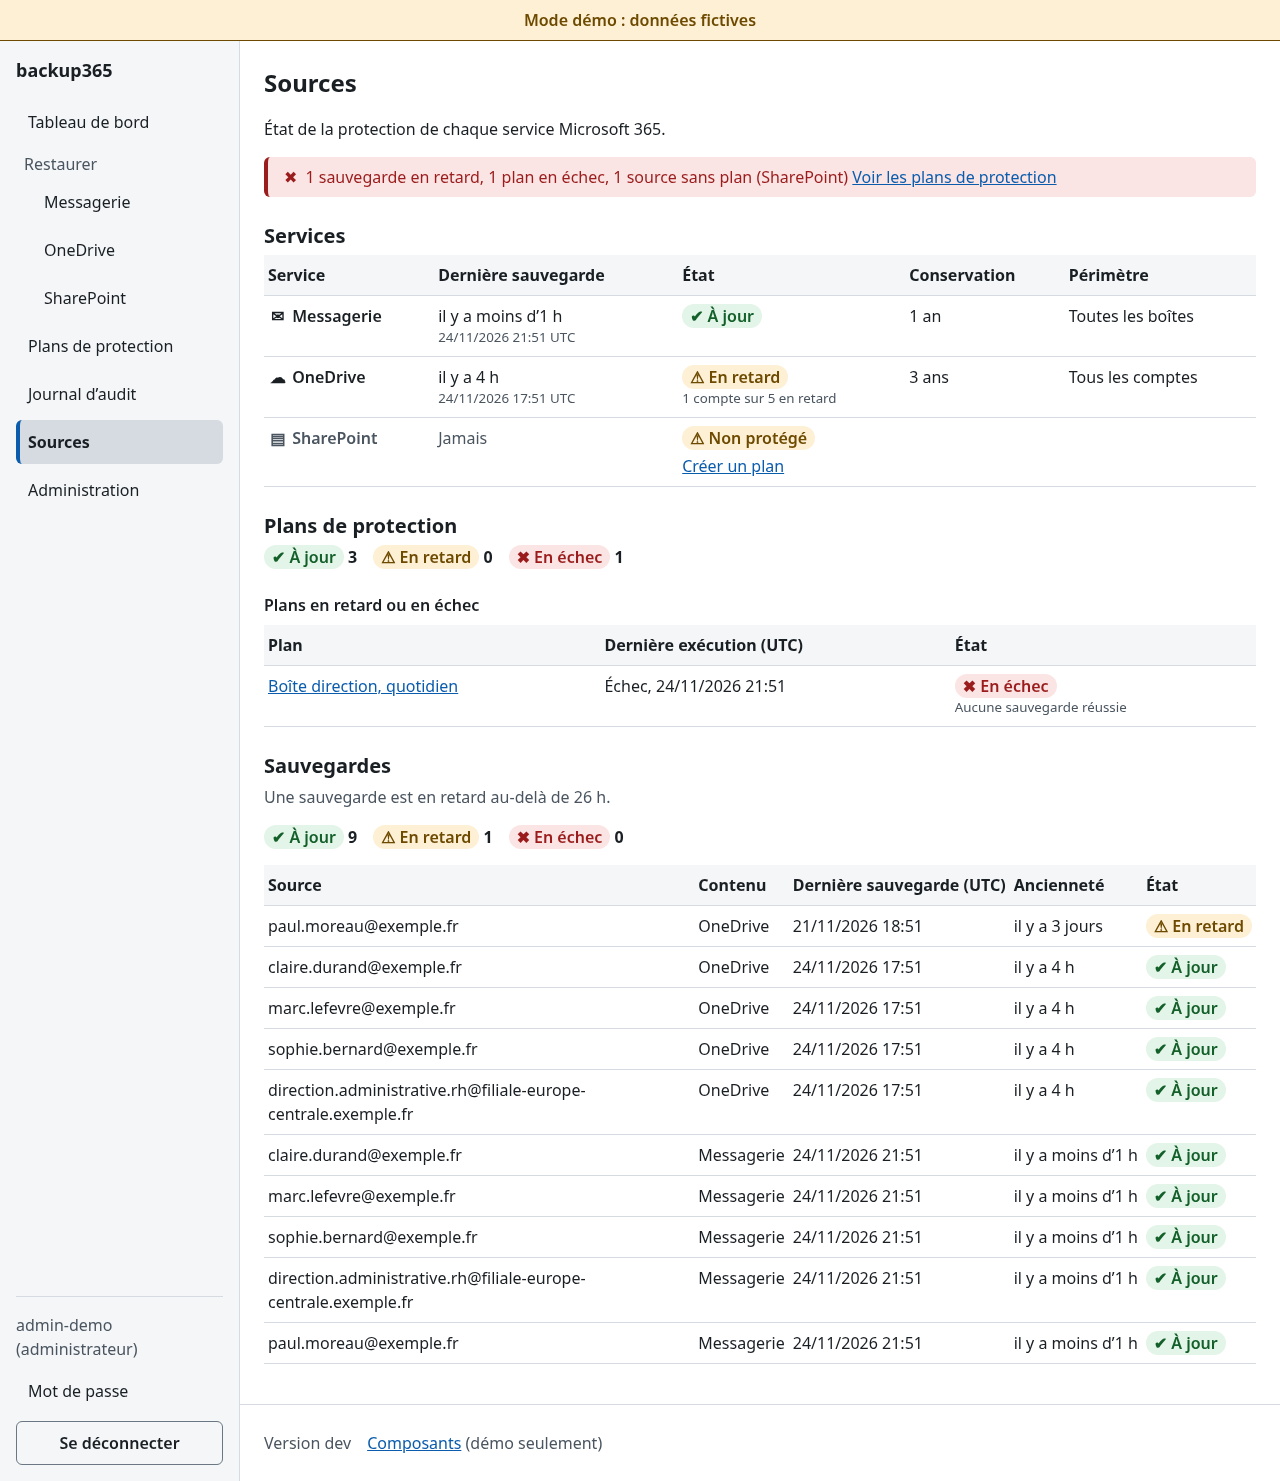 Mode démo : données fictives
backup365
Tableau de bord
Restaurer
Messagerie
OneDrive
SharePoint
Plans de protection
Journal d’audit
Sources
Administration
admin-demo
(administrateur)
Mot de passe
Se déconnecter
Sources
État de la protection de chaque service Microsoft 365.
✖ 1 sauvegarde en retard, 1 plan en échec, 1 source sans plan (SharePoint) Voir les plans de protection
Services
Service Dernière sauvegarde État Conservation Périmètre
✉ Messagerie il y a moins d’1 h ✔ À jour 1 an Toutes les boîtes
24/11/2026 21:51 UTC
☁ OneDrive il y a 4 h ⚠ En retard 3 ans Tous les comptes
24/11/2026 17:51 UTC 1 compte sur 5 en retard
▤ SharePoint Jamais ⚠ Non protégé
Créer un plan
Plans de protection
✔ À jour 3 ⚠ En retard 0 ✖ En échec 1
Plans en retard ou en échec
Plan Dernière exécution (UTC) État
Boîte direction, quotidien Échec, 24/11/2026 21:51 ✖ En échec
Aucune sauvegarde réussie
Sauvegardes
Une sauvegarde est en retard au-delà de 26 h.
✔ À jour 9 ⚠ En retard 1 ✖ En échec 0
Source Contenu Dernière sauvegarde (UTC) Ancienneté État
paul.moreau@exemple.fr OneDrive 21/11/2026 18:51 il y a 3 jours ⚠ En retard
claire.durand@exemple.fr OneDrive 24/11/2026 17:51 il y a 4 h ✔ À jour
marc.lefevre@exemple.fr OneDrive 24/11/2026 17:51 il y a 4 h ✔ À jour
sophie.bernard@exemple.fr OneDrive 24/11/2026 17:51 il y a 4 h ✔ À jour
direction.administrative.rh@filiale-europe- OneDrive 24/11/2026 17:51 il y a 4 h ✔ À jour
centrale.exemple.fr
claire.durand@exemple.fr Messagerie 24/11/2026 21:51 il y a moins d’1 h ✔ À jour
marc.lefevre@exemple.fr Messagerie 24/11/2026 21:51 il y a moins d’1 h ✔ À jour
sophie.bernard@exemple.fr Messagerie 24/11/2026 21:51 il y a moins d’1 h ✔ À jour
direction.administrative.rh@filiale-europe- Messagerie 24/11/2026 21:51 il y a moins d’1 h ✔ À jour
centrale.exemple.fr
paul.moreau@exemple.fr Messagerie 24/11/2026 21:51 il y a moins d’1 h ✔ À jour
Version dev Composants (démo seulement)